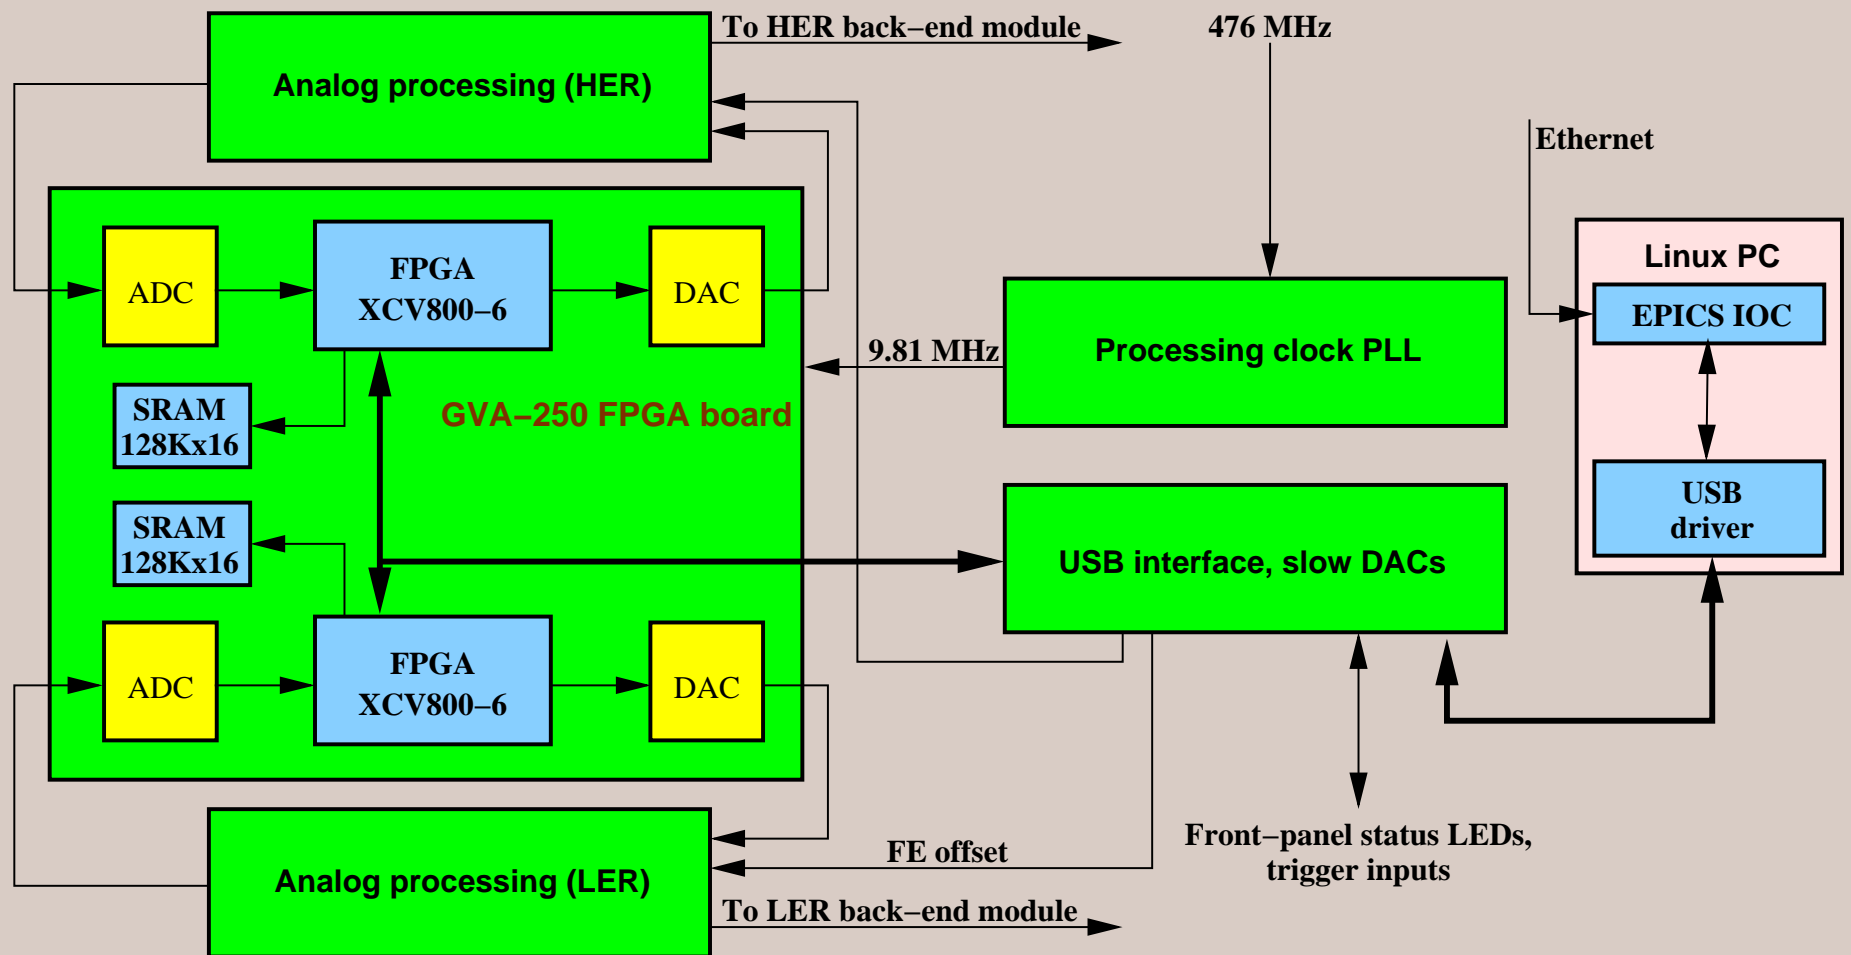 To HER back−end module
476 MHz
Analog processing (HER)
Ethernet
ADC
FPGA
XCV800−6
DAC
Linux PC
EPICS IOC
9.81 MHz
Processing clock PLL
SRAM
128Kx16
GVA−250 FPGA board
SRAM
128Kx16
USB interface, slow DACs
USB
driver
ADC
FPGA
XCV800−6
DAC
Analog processing (LER)
FE offset
Front−panel status LEDs,
trigger inputs
To LER back−end module